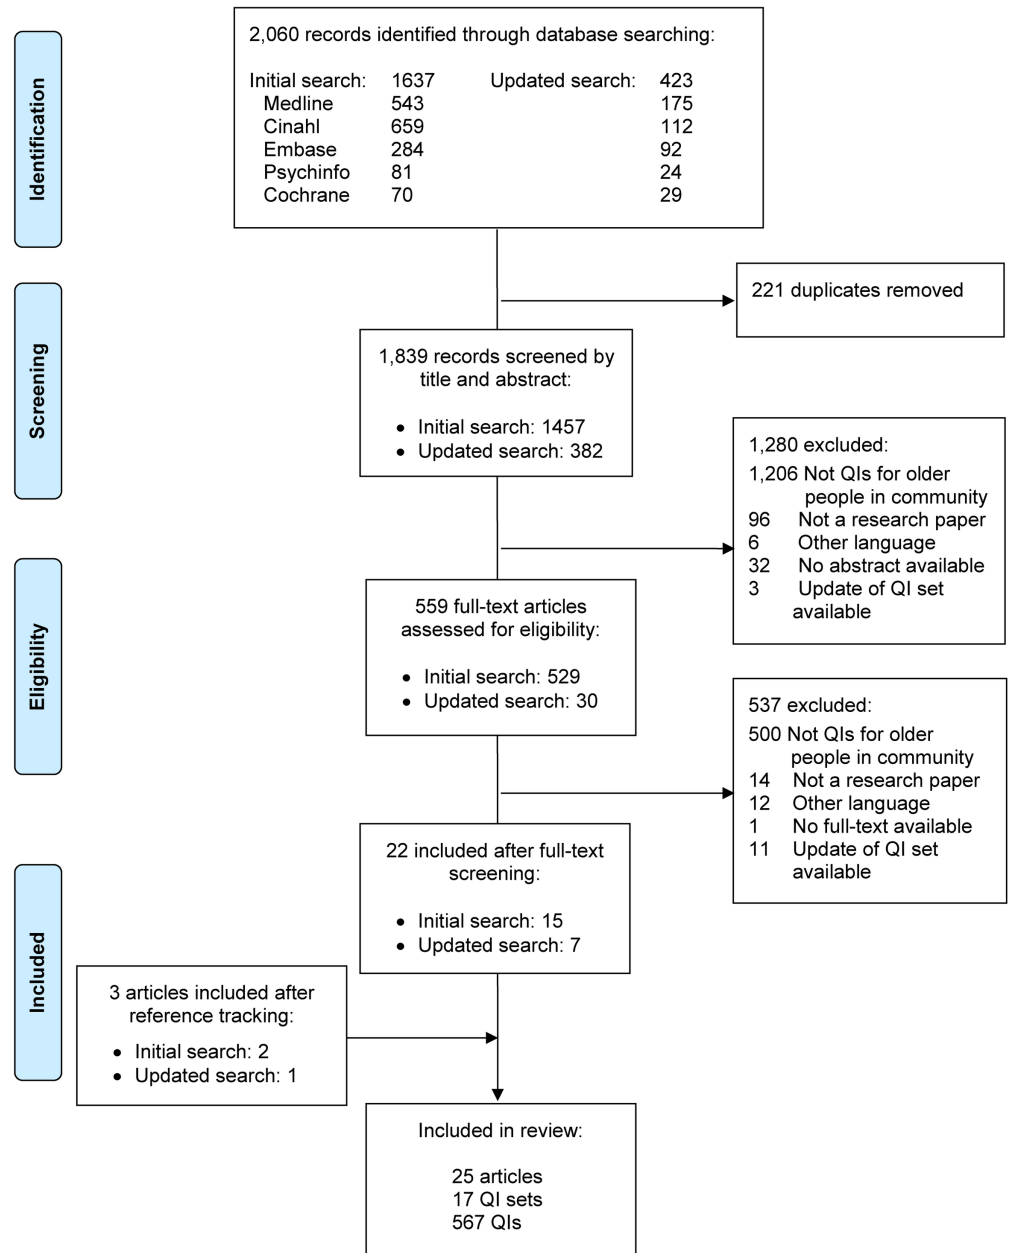 Identification
2,060 records identified through database searching:
Initial search: 1637 Updated search: 423
Medline 543 175
Cinahl 659 112
Embase 284 92
Psychinfo 81 24
Cochrane 70 29
221 duplicates removed
Screening
1,839 records screened by
title and abstract:
• Initial search: 1457
• Updated search: 382
1,280 excluded:
1,206 Not QIs for older
people in community
96 Not a research paper
6 Other language
32 No abstract available
3 Update of QI set
available
Eligibility
559 full-text articles
assessed for eligibility:
• Initial search: 529
• Updated search: 30
537 excluded:
500 Not QIs for older
people in community
14 Not a research paper
12 Other language
1 No full-text available
11 Update of QI set
available
22 included after full-text
screening:
• Initial search: 15
• Updated search: 7
Included
3 articles included after
reference tracking:
• Initial search: 2
• Updated search: 1
Included in review:
25 articles
17 QI sets
567 QIs